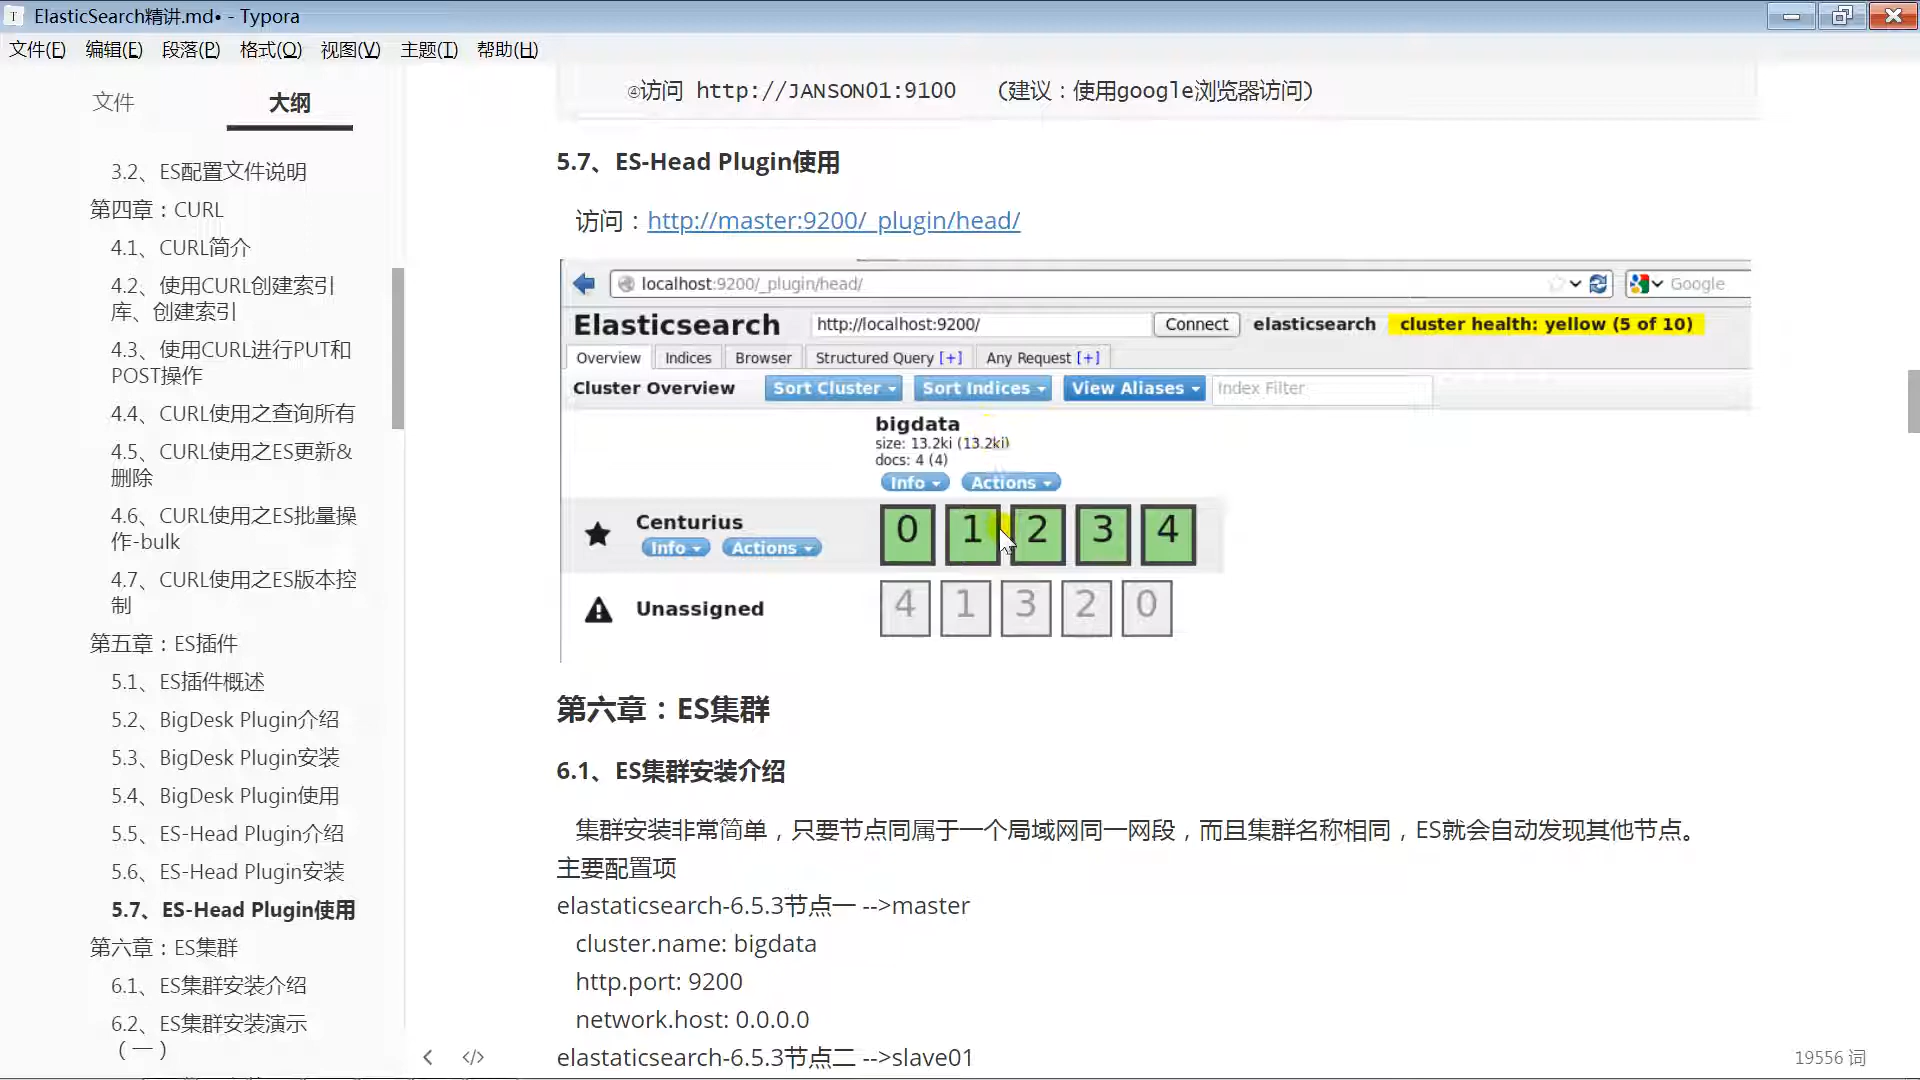 ElasticSearch精讲.md• - Typora
文件(F) 编辑(E) 段落(P) 格式(O) 视图(V) 主题(T) 帮助(H)
文件 大纲
3.2、ES配置文件说明
第四章：CURL
4.1、CURL简介
4.2、使用CURL创建索引
库、创建索引
4.3、使用CURL进行PUT和
POST操作
4.4、CURL使用之查询所有
4.5、CURL使用之ES更新&
删除
4.6、CURL使用之ES批量操
作-bulk
4.7、CURL使用之ES版本控
制
第五章：ES插件
5.1、ES插件概述
5.2、BigDesk Plugin介绍
5.3、BigDesk Plugin安装
5.4、BigDesk Plugin使用
5.5、ES-Head Plugin介绍
5.6、ES-Head Plugin安装
5.7、ES-Head Plugin使用
第六章：ES集群
6.1、ES集群安装介绍
6.2、ES集群安装演示
（一）
④访问 http://JANSON01:9100 （建议：使用google浏览器访问）
5.7、ES-Head Plugin使用
访问：http://master:9200/_plugin/head/
localhost:9200/_plugin/head/ Google
Elasticsearch http://localhost:9200/ Connect elasticsearch cluster health: yellow (5 of 10)
Overview Indices Browser Structured Query [+] Any Request [+]
Cluster Overview Sort Cluster Sort Indices View Aliases Index Filter
bigdata
size: 13.2ki (13.2ki)
docs: 4 (4)
Info Actions
Centurius 0 1 2 3 4
Info Actions
Unassigned 4 1 3 2 0
第六章：ES集群
6.1、ES集群安装介绍
集群安装非常简单，只要节点同属于一个局域网同一网段，而且集群名称相同，ES就会自动发现其他节点。
主要配置项
elastaticsearch-6.5.3节点一 -->master
cluster.name: bigdata
http.port: 9200
network.host: 0.0.0.0
elastaticsearch-6.5.3节点二 -->slave01
19556 词